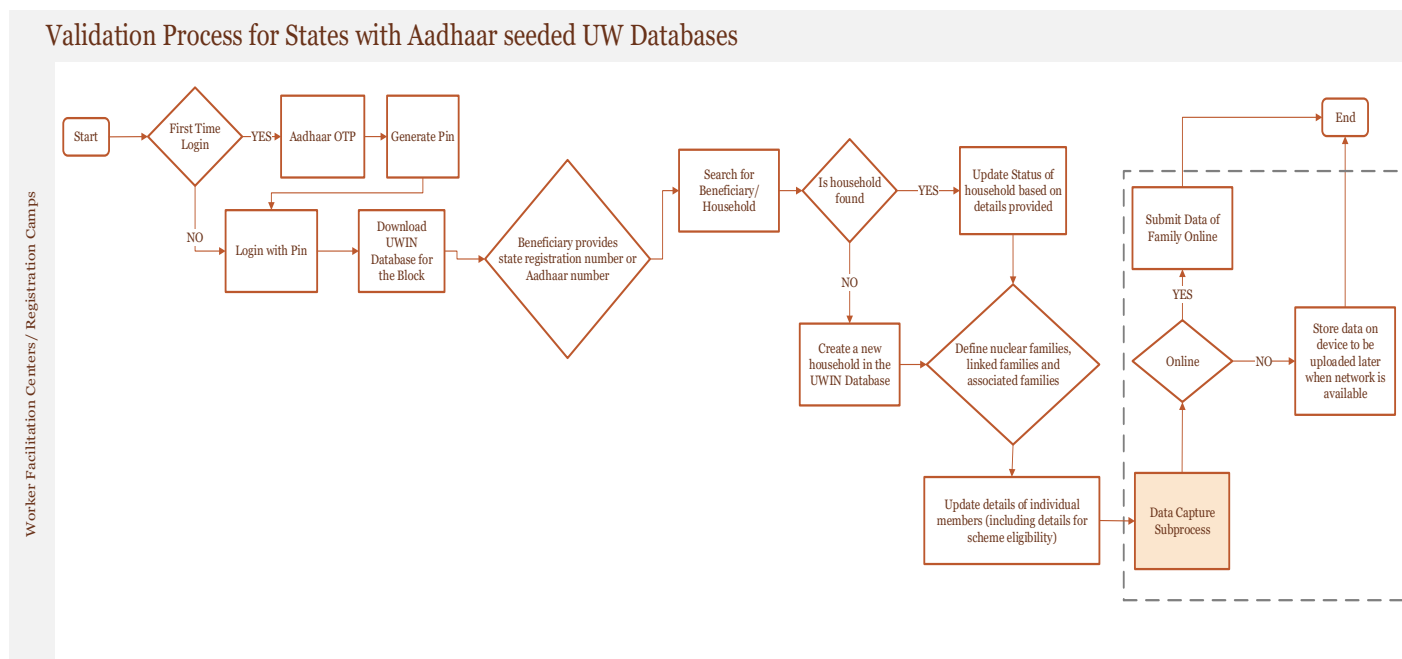 Validation Process for States with Aadhaar seeded UW Databases
Worker Facilitation Centers/ Registration Camps
Start
First Time
Login
YES
Aadhaar OTP
Generate Pin
NO
Login with Pin
Download
UWIN
Database for
the Block
Beneficiary provides
state registration number or
Aadhaar number
Search for
Beneficiary/
Household
Is household
found
YES
Update Status of
household based on
details provided
NO
Create a new
household in the
UWIN Database
Define nuclear families,
linked families and
associated families
Update details of individual
members (including details for
scheme eligibility)
Data Capture
Subprocess
Online
YES
Submit Data of
Family Online
NO
Store data on
device to be
uploaded later
when network is
available
End